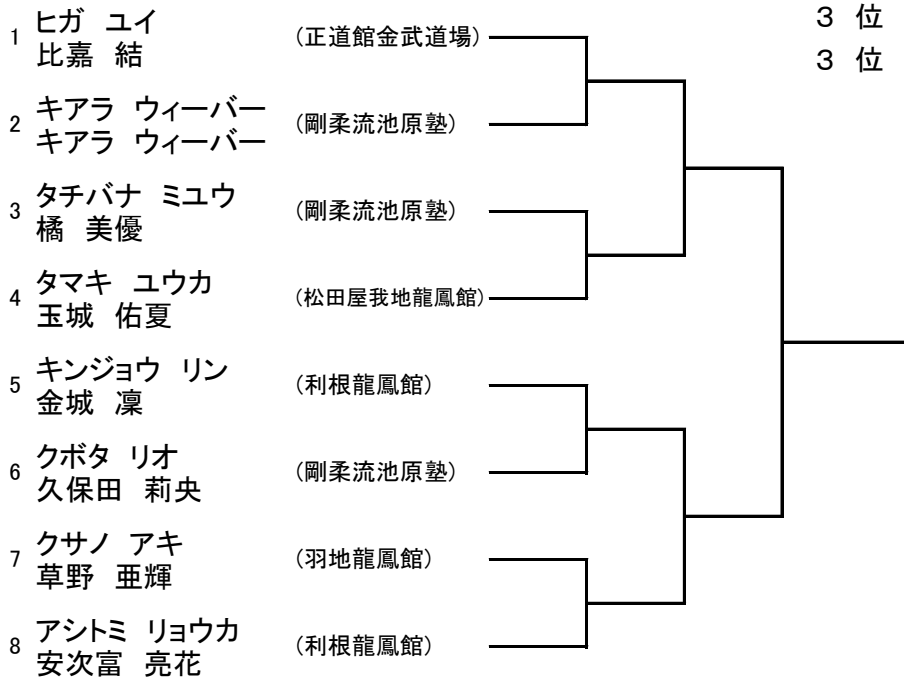 ３ 位
３ 位
1 ヒガ ユイ
比嘉 結 (正道館金武道場)
2 キアラ ウィーバー
キアラ ウィーバー (剛柔流池原塾)
3 タチバナ ミユウ
橘 美優 (剛柔流池原塾)
4 タマキ ユウカ
玉城 佑夏 (松田屋我地龍鳳館)
5 キンジョウ リン
金城 凜 (利根龍鳳館)
6 クボタ リオ
久保田 莉央 (剛柔流池原塾)
7 クサノ アキ
草野 亜輝 (羽地龍鳳館)
8 アシトミ リョウカ
安次富 亮花 (利根龍鳳館)